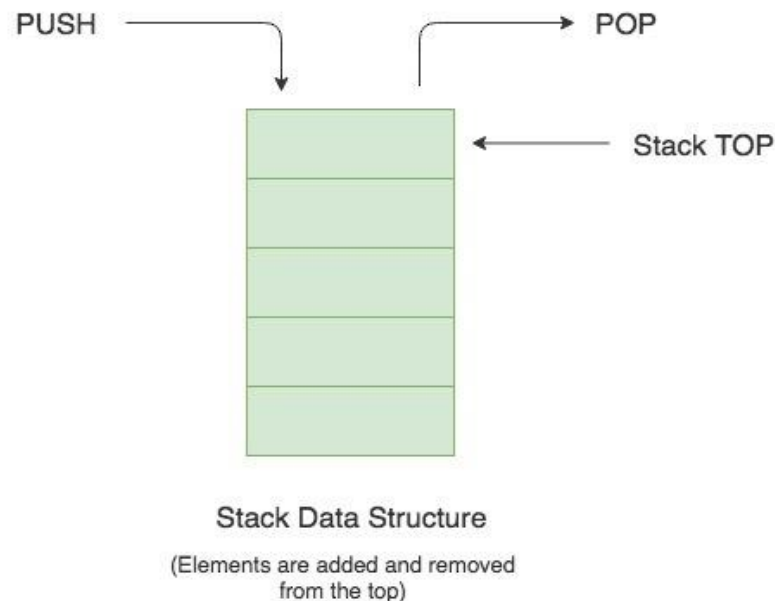 PUSH
POP
Stack TOP
Stack Data Structure
(Elements are added and removed
from the top)